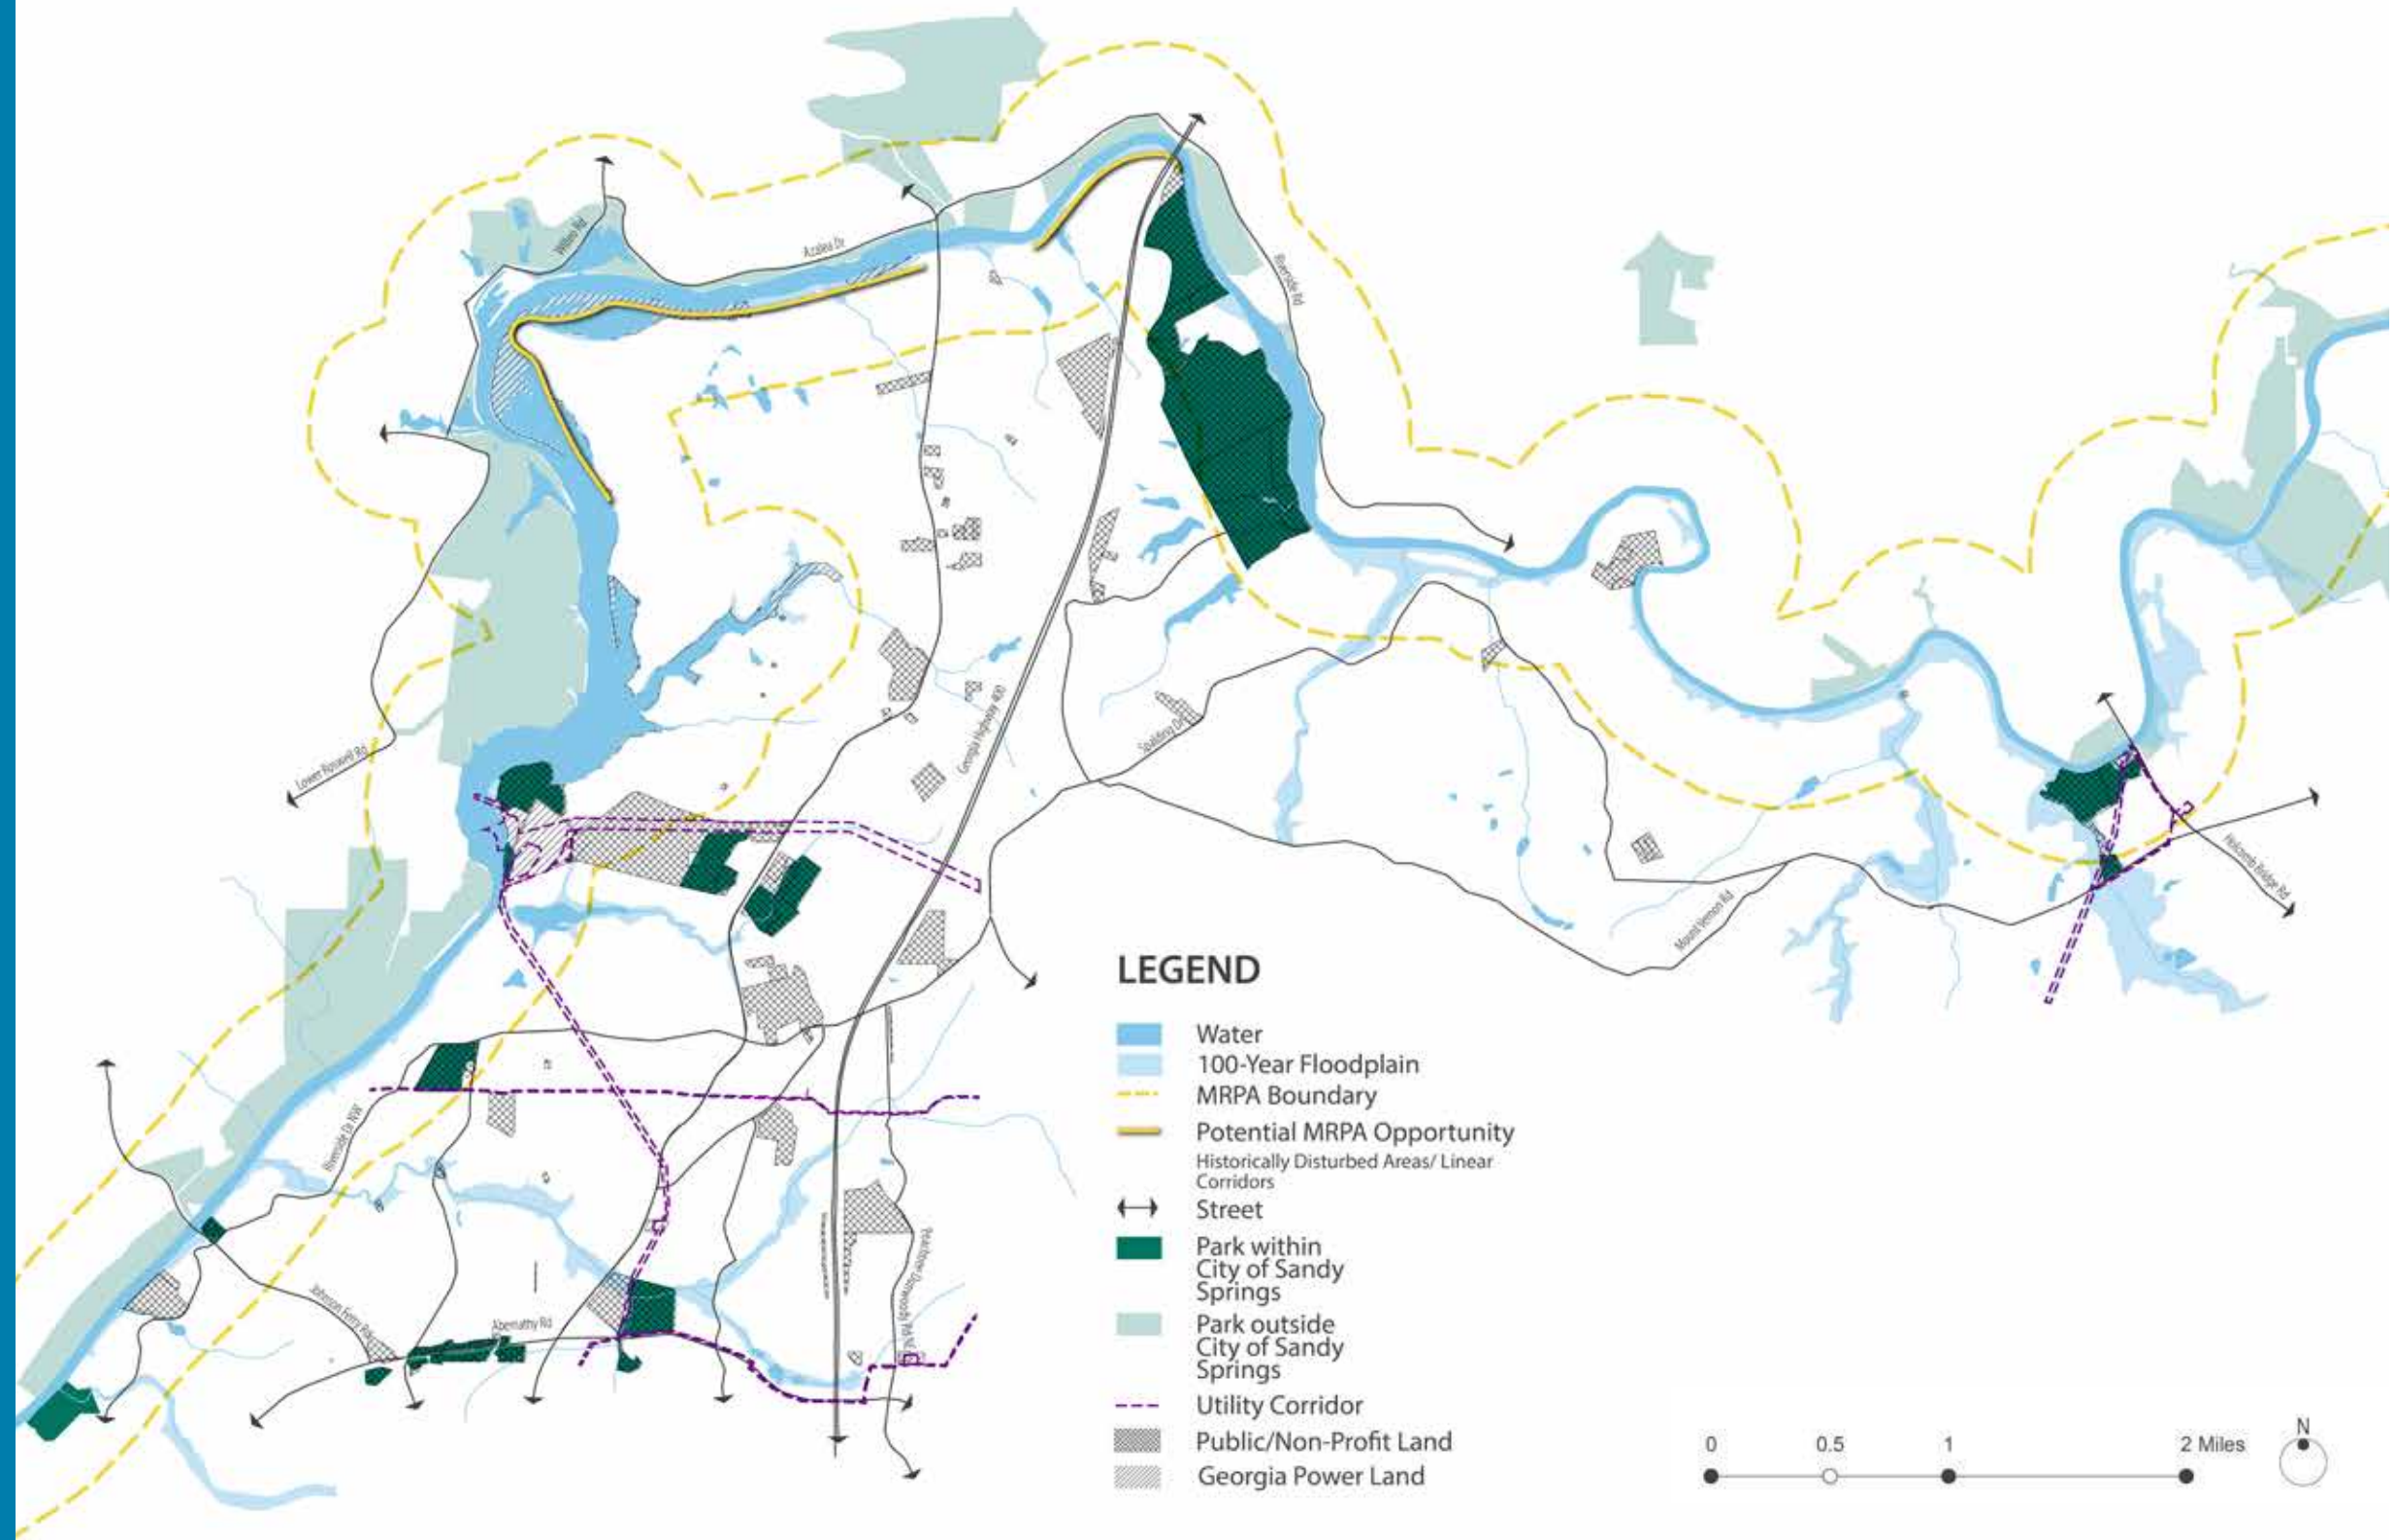 Willeo Rd
Azalea Dr
Riverside Rd
Lower Roswell Rd
Georgia Highway 400
Spalding Dr
Mount Vernon Rd
Holcomb Bridge Rd
Riverside Dr NW
Johnson Ferry Rd
Abernathy Rd
Peachtree Dunwoody Rd NE
LEGEND
Water
100-Year Floodplain
MRPA Boundary
Potential MRPA Opportunity
Historically Disturbed Areas/ Linear
Corridors
Street
Park within
City of Sandy
Springs
Park outside
City of Sandy
Springs
Utility Corridor
Public/Non-Profit Land
Georgia Power Land
0 0.5 1 2 Miles
N